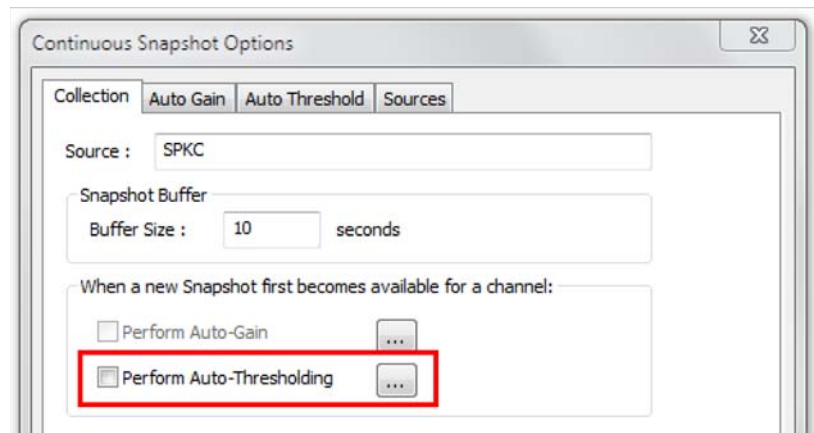 Continuous Snapshot Options
Collection Auto Gain Auto Threshold Sources
Source : SPKC
Snapshot Buffer
Buffer Size : 10 seconds
When a new Snapshot first becomes available for a channel:
Perform Auto-Gain ...
Perform Auto-Thresholding ...